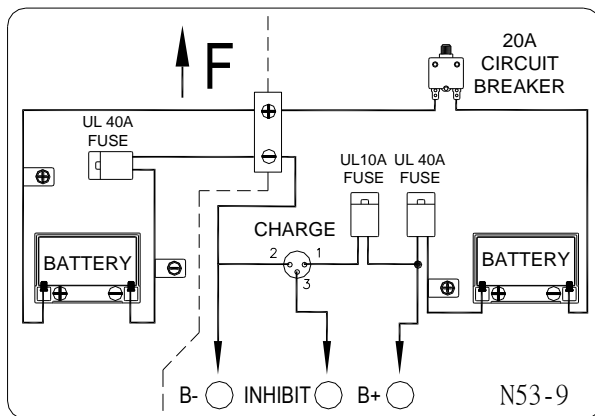 F
20A
CIRCUIT
BREAKER
UL 40A
FUSE
UL10A
FUSE
UL 40A
FUSE
CHARGE
2
1
3
BATTERY
BATTERY
B-
INHIBIT
B+
N53-9